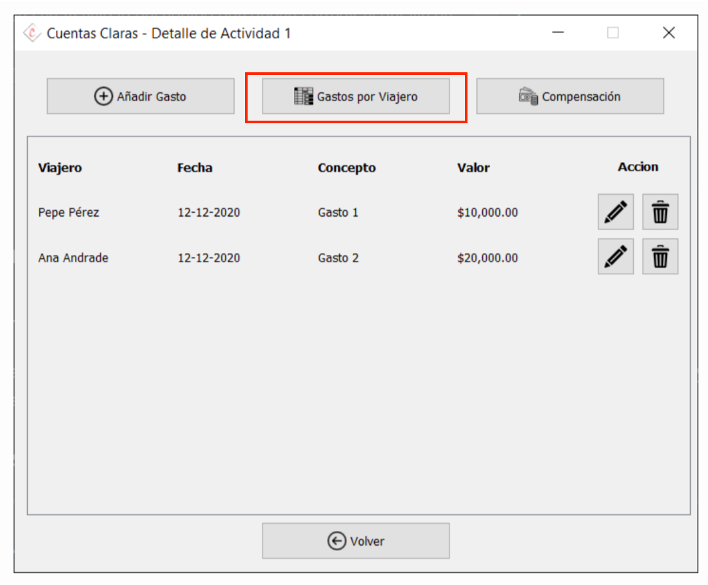 Cuentas Claras - Detalle de Actividad 1
Añadir Gasto Gastos por Viajero Compensación
Viajero Fecha Concepto Valor Accion
Pepe Pérez 12-12-2020 Gasto 1 $10,000.00
Ana Andrade 12-12-2020 Gasto 2 $20,000.00
Volver